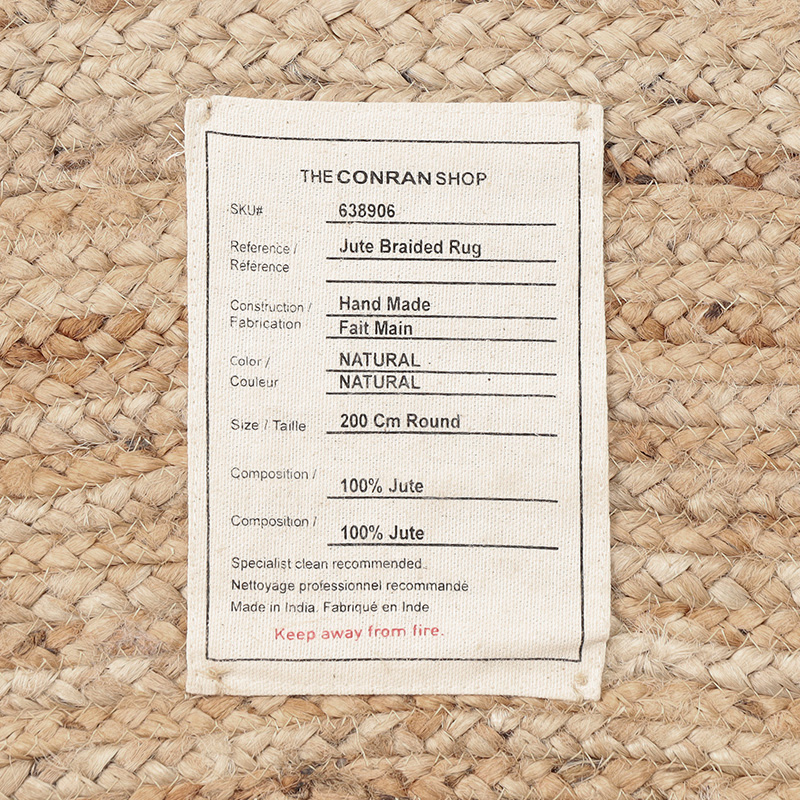 THE CONRAN SHOP
SKU# 638906
Reference / Jute Braided Rug
Référence
Construction / Hand Made
Fabrication Fait Main
Color / NATURAL
Couleur NATURAL
Size / Taille 200 Cm Round
Composition / 100% Jute
Composition / 100% Jute
Specialist clean recommended.
Nettoyage professionnel recommandé
Made in India. Fabriqué en Inde
Keep away from fire.